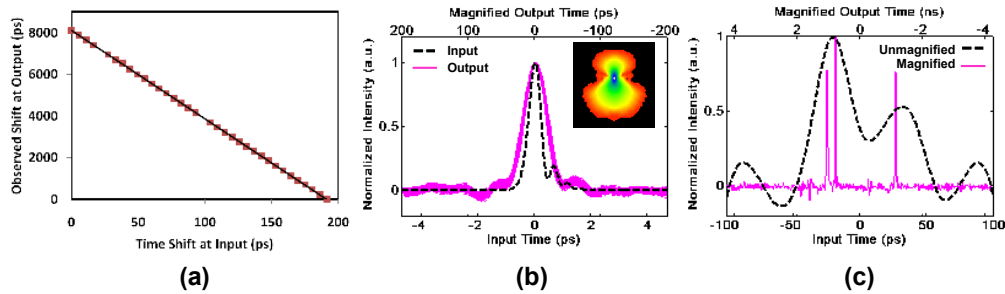 8000
6000
4000
2000
0
0 50 100 150 200
Observed Shift at Output (ps)
Time Shift at Input (ps)
(a)
Magnified Output Time (ps)
200 100 0 -100 -200
Input
Output
1
0.5
0
Normalized Intensity (a.u.)
-4 -2 0 2 4
Input Time (ps)
(b)
Magnified Output Time (ns)
4 2 0 -2 -4
Unmagnified
Magnified
1
0.5
0
Normalized Intensity (a.u.)
-100 -50 0 50 100
Input Time (ps)
(c)